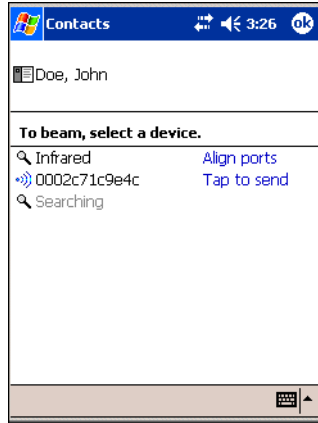 Contacts 3:26 ok
Doe, John
To beam, select a device.
Infrared Align ports
0002c71c9e4c Tap to send
Searching